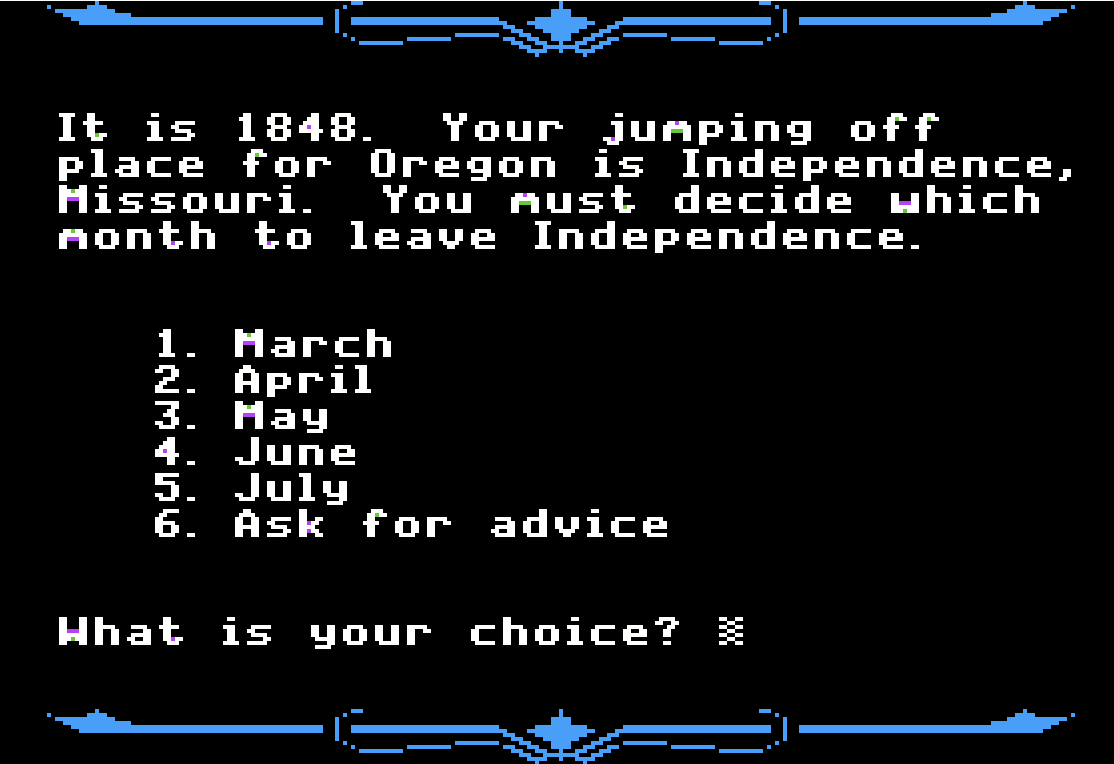 It is 1848.  Your jumping off
place for Oregon is Independence,
Missouri.  You must decide which
month to leave Independence.
1. March
2. April
3. May
4. June
5. July
6. Ask for advice
What is your choice?